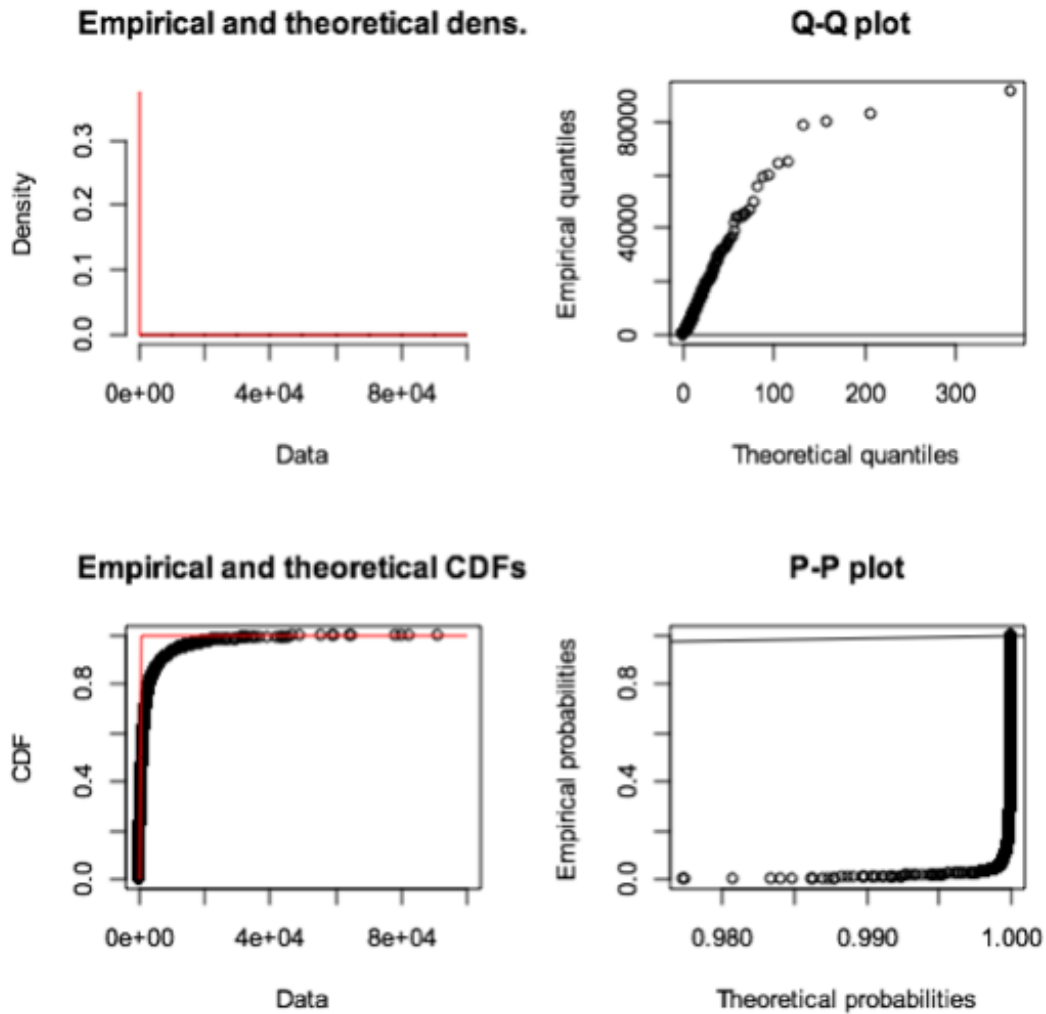 Empirical and theoretical dens.
Density
0.0 0.1 0.2 0.3
0e+00 4e+04 8e+04
Data
Q-Q plot
Empirical quantiles
0 40000 80000
0 100 200 300
Theoretical quantiles
Empirical and theoretical CDFs
CDF
0.0 0.4 0.8
0e+00 4e+04 8e+04
Data
P-P plot
Empirical probabilities
0.0 0.4 0.8
0.980 0.990 1.000
Theoretical probabilities